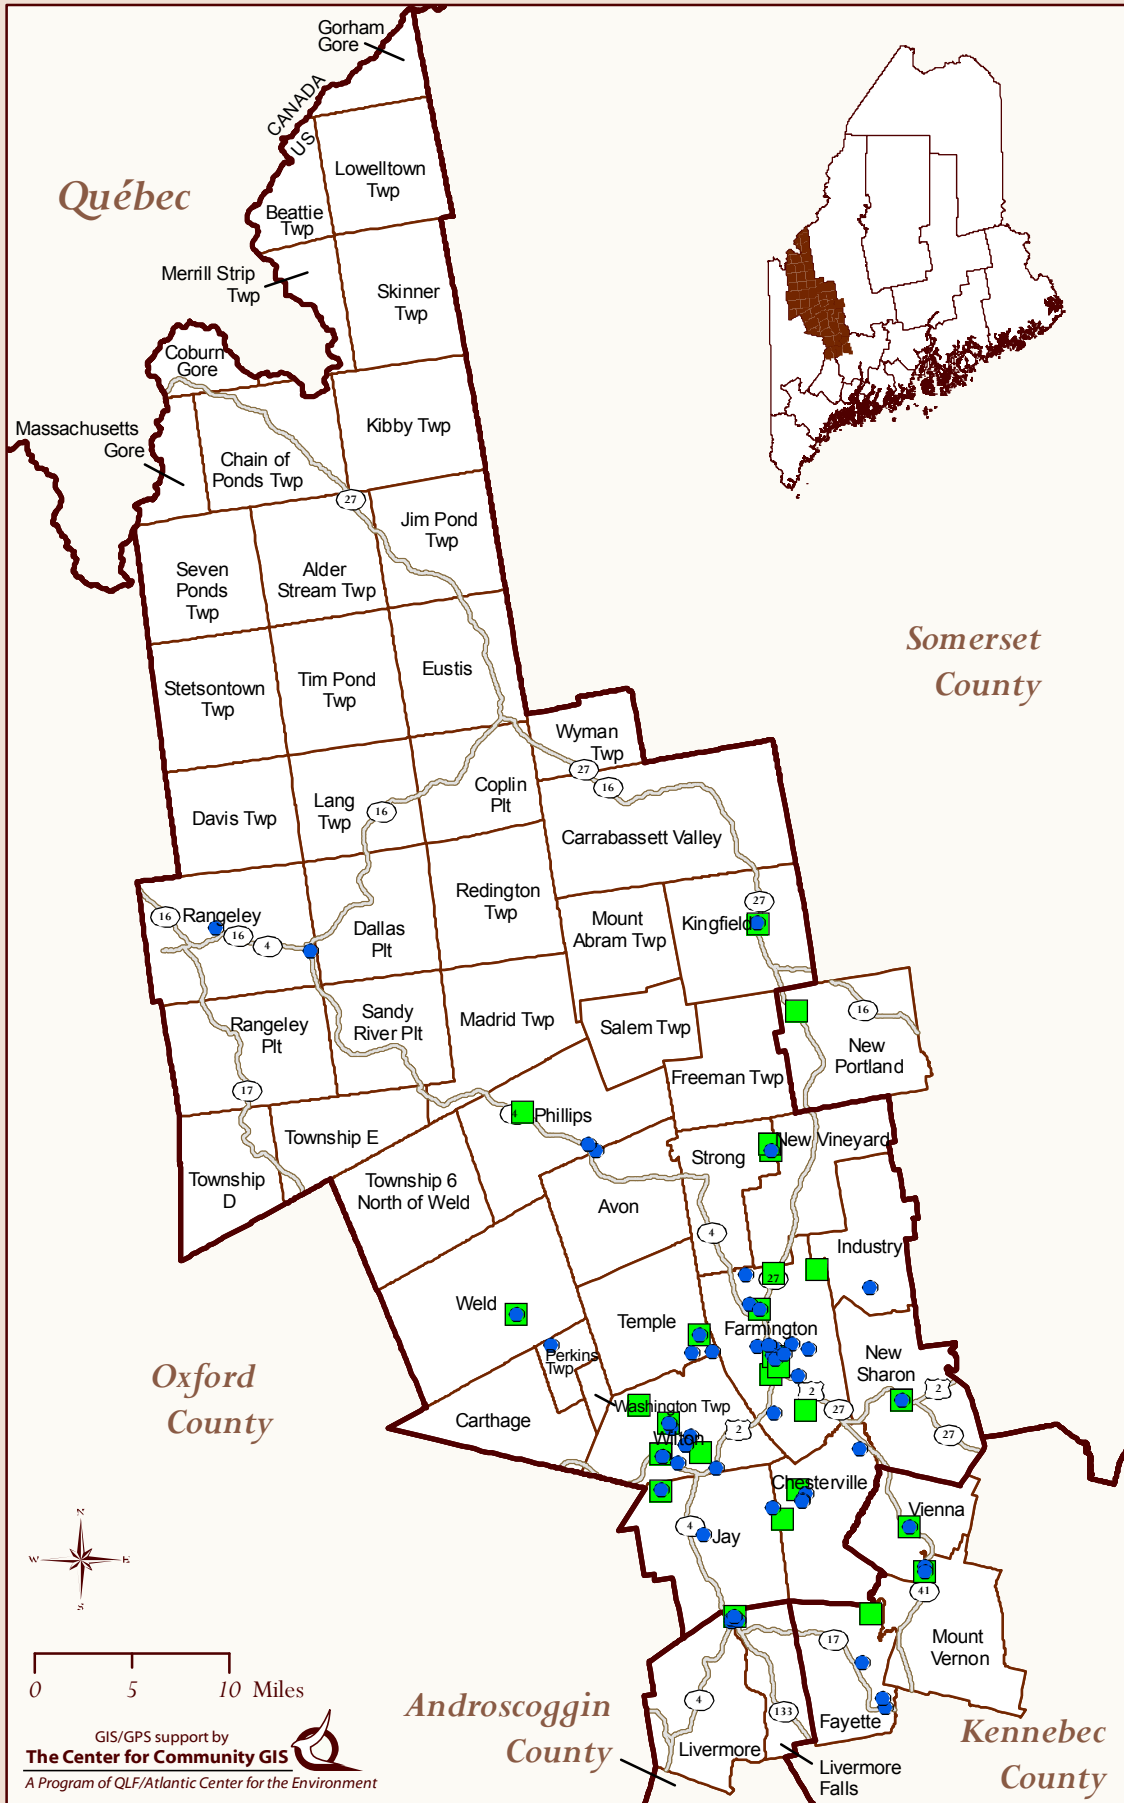 Gorham
Gore
CANADA
US
Québec
Lowelltown
Twp
Beattie
Twp
Merrill Strip
Twp
Skinner
Twp
Coburn
Gore
Massachusetts
Gore
Kibby Twp
Chain of
Ponds Twp
27
Jim Pond
Twp
Seven
Ponds
Twp
Alder
Stream Twp
Somerset
County
Eustis
Stetsontown
Twp
Tim Pond
Twp
Wyman
Twp
27
16
Coplin
Plt
Lang
Twp
16
Davis Twp
Carrabassett Valley
Redington
Twp
27
Rangeley
16
16
4
Dallas
Plt
Mount
Abram Twp
Kingfield
Sandy
River Plt
Madrid Twp
Salem Twp
16
Rangeley
Plt
New
Portland
Freeman Twp
17
4
Phillips
Township E
New Vineyard
Strong
Township
D
Township 6
North of Weld
Avon
4
Industry
27
Weld
Temple
Farmington
Perkins
Twp
New
Sharon
Oxford
County
2
2
27
Washington Twp
Carthage
2
27
Wilton
Chesterville
Vienna
4
Jay
N
W
E
S
41
17
Mount
Vernon
0
5
10 Miles
4
133
Androscoggin
County
Fayette
Kennebec
County
Livermore
Livermore
Falls
GIS/GPS support by
The Center for Community GIS
A Program of QLF/Atlantic Center for the Environment